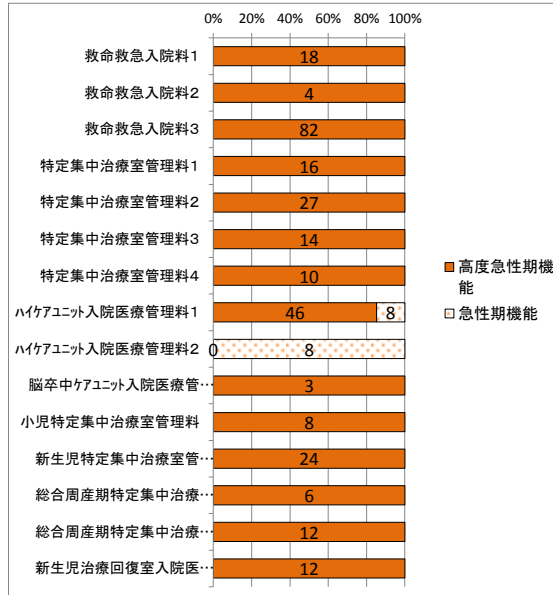 0% 20% 40% 60% 80% 100%
救命救急入院料1 18
救命救急入院料2 4
救命救急入院料3 82
特定集中治療室管理料1 16
特定集中治療室管理料2 27
特定集中治療室管理料3 14
特定集中治療室管理料4 10
ﾊｲｹｱﾕﾆｯﾄ入院医療管理料1 46 8
ﾊｲｹｱﾕﾆｯﾄ入院医療管理料2 0 8
脳卒中ｹｱﾕﾆｯﾄ入院医療管… 3
小児特定集中治療室管理料 8
新生児特定集中治療室管… 24
総合周産期特定集中治療… 6
総合周産期特定集中治療… 12
新生児治療回復室入院医… 12
高度急性期機
能
急性期機能